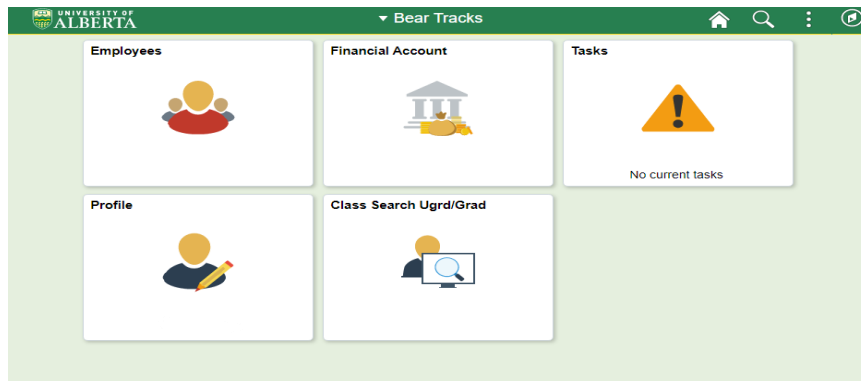 UNIVERSITY OF
ALBERTA
Bear Tracks
Employees
Financial Account
Tasks
No current tasks
Profile
Class Search Ugrd/Grad